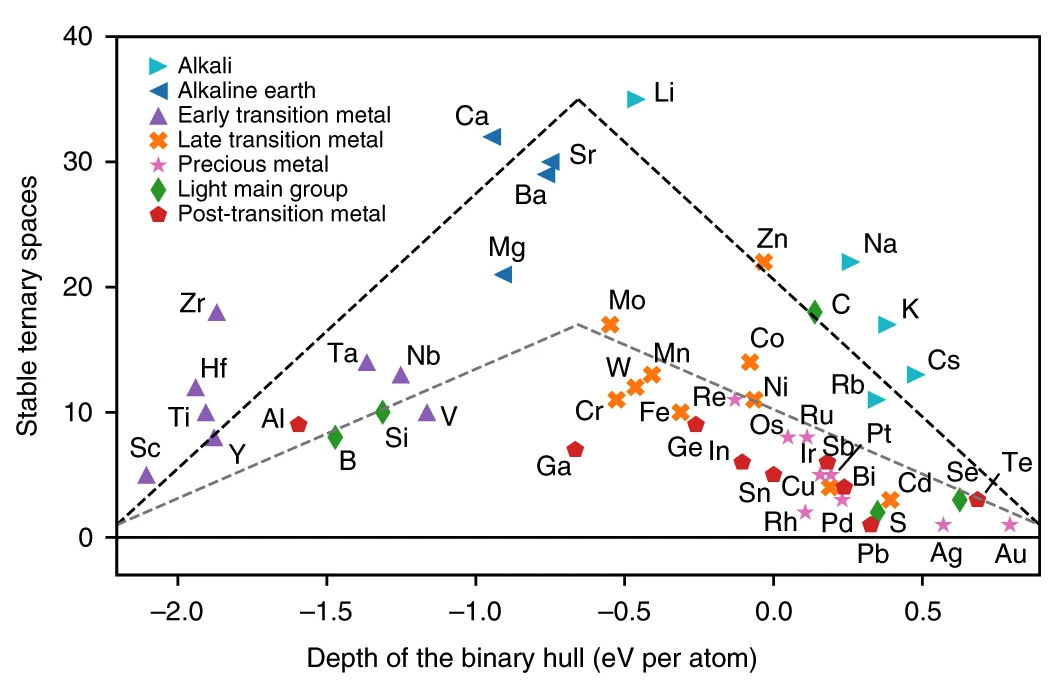 40
30
20
10
0
Stable ternary spaces
Alkali
Alkaline earth
Early transition metal
Late transition metal
Precious metal
Light main group
Post-transition metal
Li
Ca
Sr
Ba
Mg
Zn
Na
Zr
Mo
C
K
Hf
Ta
Nb
Mn
Co
Cs
W
Rb
Ti
Al
V
Cr
Fe
Re
Ni
Sc
Y
B
Si
Ga
Ge
In
Os
Ru
Ir
Sb
Pt
Sn
Cu
Bi
Cd
Se
Te
Rh
Pd
S
Pb
Ag
Au
−2.0 −1.5 −1.0 −0.5 0.0 0.5
Depth of the binary hull (eV per atom)